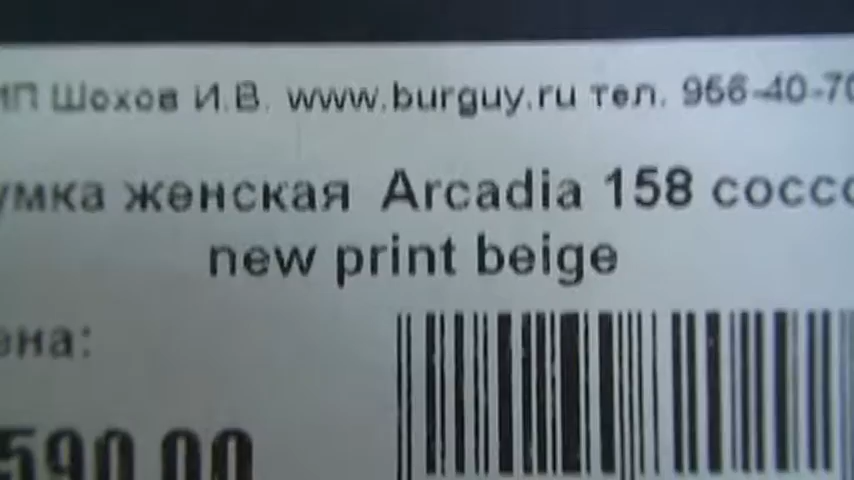 ИП Шохов И.В. www.burguy.ru тел. 966-40-70
умка женская Arcadia 158 cocco
new print beige
ена:
590.00